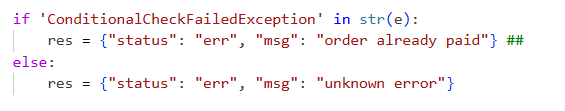 if 'ConditionalCheckFailedException' in str(e):
    res = {"status": "err", "msg": "order already paid"} ##
else:
    res = {"status": "err", "msg": "unknown error"}